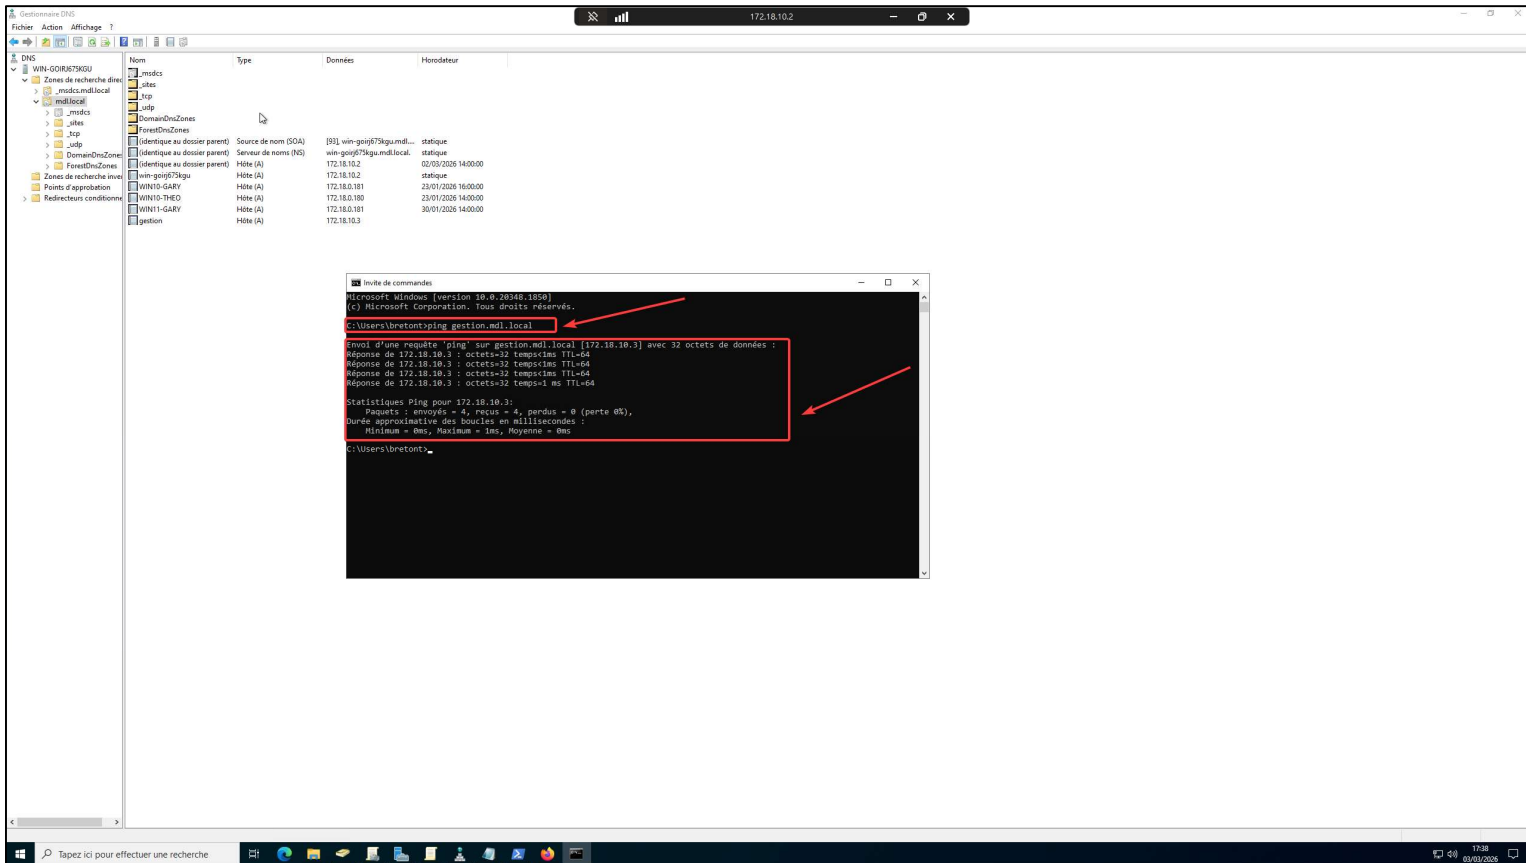 Gestionnaire DNS
172.18.10.2
Fichier Action Affichage ?
DNS
WIN-GOIRJ675KGU
Zones de recherche direc
_msdcs.mdl.local
mdl.local
_msdcs
_sites
_tcp
_udp
DomainDnsZones
ForestDnsZones
Zones de recherche inver
Points d'approbation
Redirecteurs conditionne
Nom Type Données Horodateur
_msdcs
_sites
_tcp
_udp
DomainDnsZones
ForestDnsZones
(identique au dossier parent) Source de nom (SOA) [93], win-goirj675kgu.mdl.... statique
(identique au dossier parent) Serveur de noms (NS) win-goirj675kgu.mdl.local. statique
(identique au dossier parent) Hôte (A) 172.18.10.2 02/03/2026 14:00:00
win-goirj675kgu Hôte (A) 172.18.10.2 statique
WIN10-GARY Hôte (A) 172.18.0.181 23/01/2026 16:00:00
WIN10-THEO Hôte (A) 172.18.0.180 23/01/2026 14:00:00
WIN11-GARY Hôte (A) 172.18.0.181 30/01/2026 14:00:00
gestion Hôte (A) 172.18.10.3
Invite de commandes
Microsoft Windows [version 10.0.20348.1850]
(c) Microsoft Corporation. Tous droits réservés.
C:\Users\bretont>ping gestion.mdl.local
Envoi d'une requête 'ping' sur gestion.mdl.local [172.18.10.3] avec 32 octets de données :
Réponse de 172.18.10.3 : octets=32 temps<1ms TTL=64
Réponse de 172.18.10.3 : octets=32 temps<1ms TTL=64
Réponse de 172.18.10.3 : octets=32 temps<1ms TTL=64
Réponse de 172.18.10.3 : octets=32 temps=1 ms TTL=64
Statistiques Ping pour 172.18.10.3:
Paquets : envoyés = 4, reçus = 4, perdus = 0 (perte 0%),
Durée approximative des boucles en millisecondes :
Minimum = 0ms, Maximum = 1ms, Moyenne = 0ms
C:\Users\bretont>
Tapez ici pour effectuer une recherche
17:38
03/03/2026